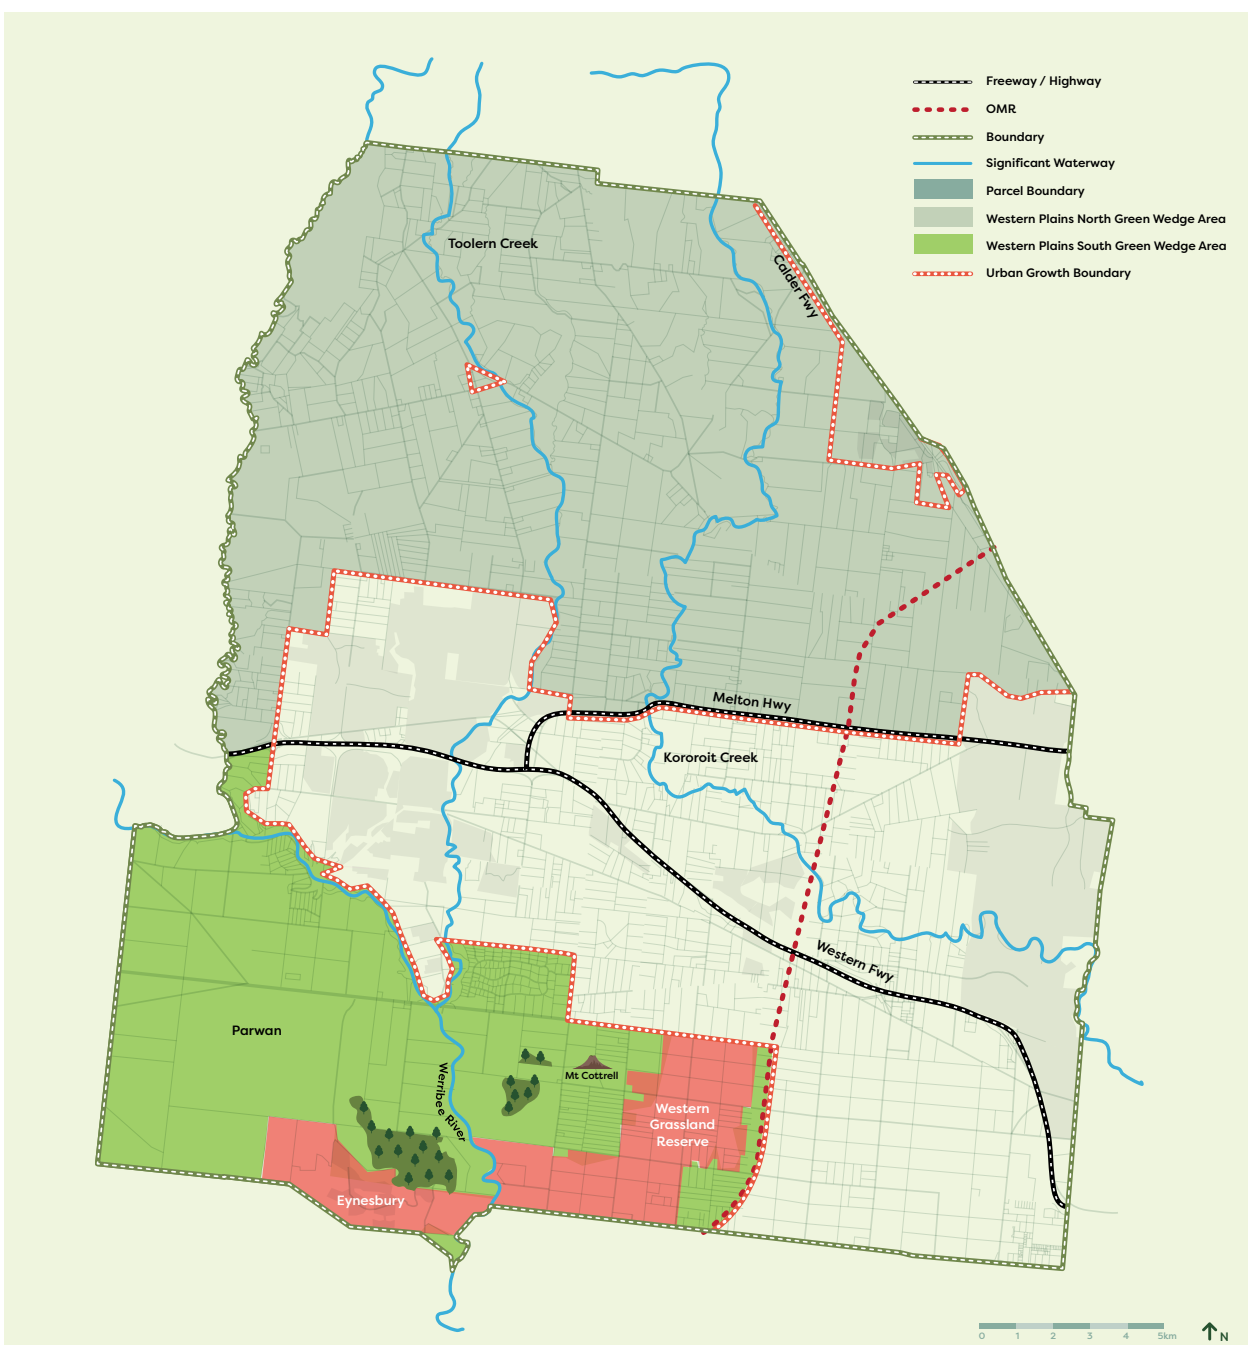 Freeway / Highway
OMR
Boundary
Significant Waterway
Parcel Boundary
Western Plains North Green Wedge Area
Western Plains South Green Wedge Area
Urban Growth Boundary
Toolern Creek
Calder Fwy
Melton Hwy
Kororoit Creek
Western Fwy
Parwan
Werribee River
Mt Cottrell
Western
Grassland
Reserve
Eynesbury
0 1 2 3 4 5km
N